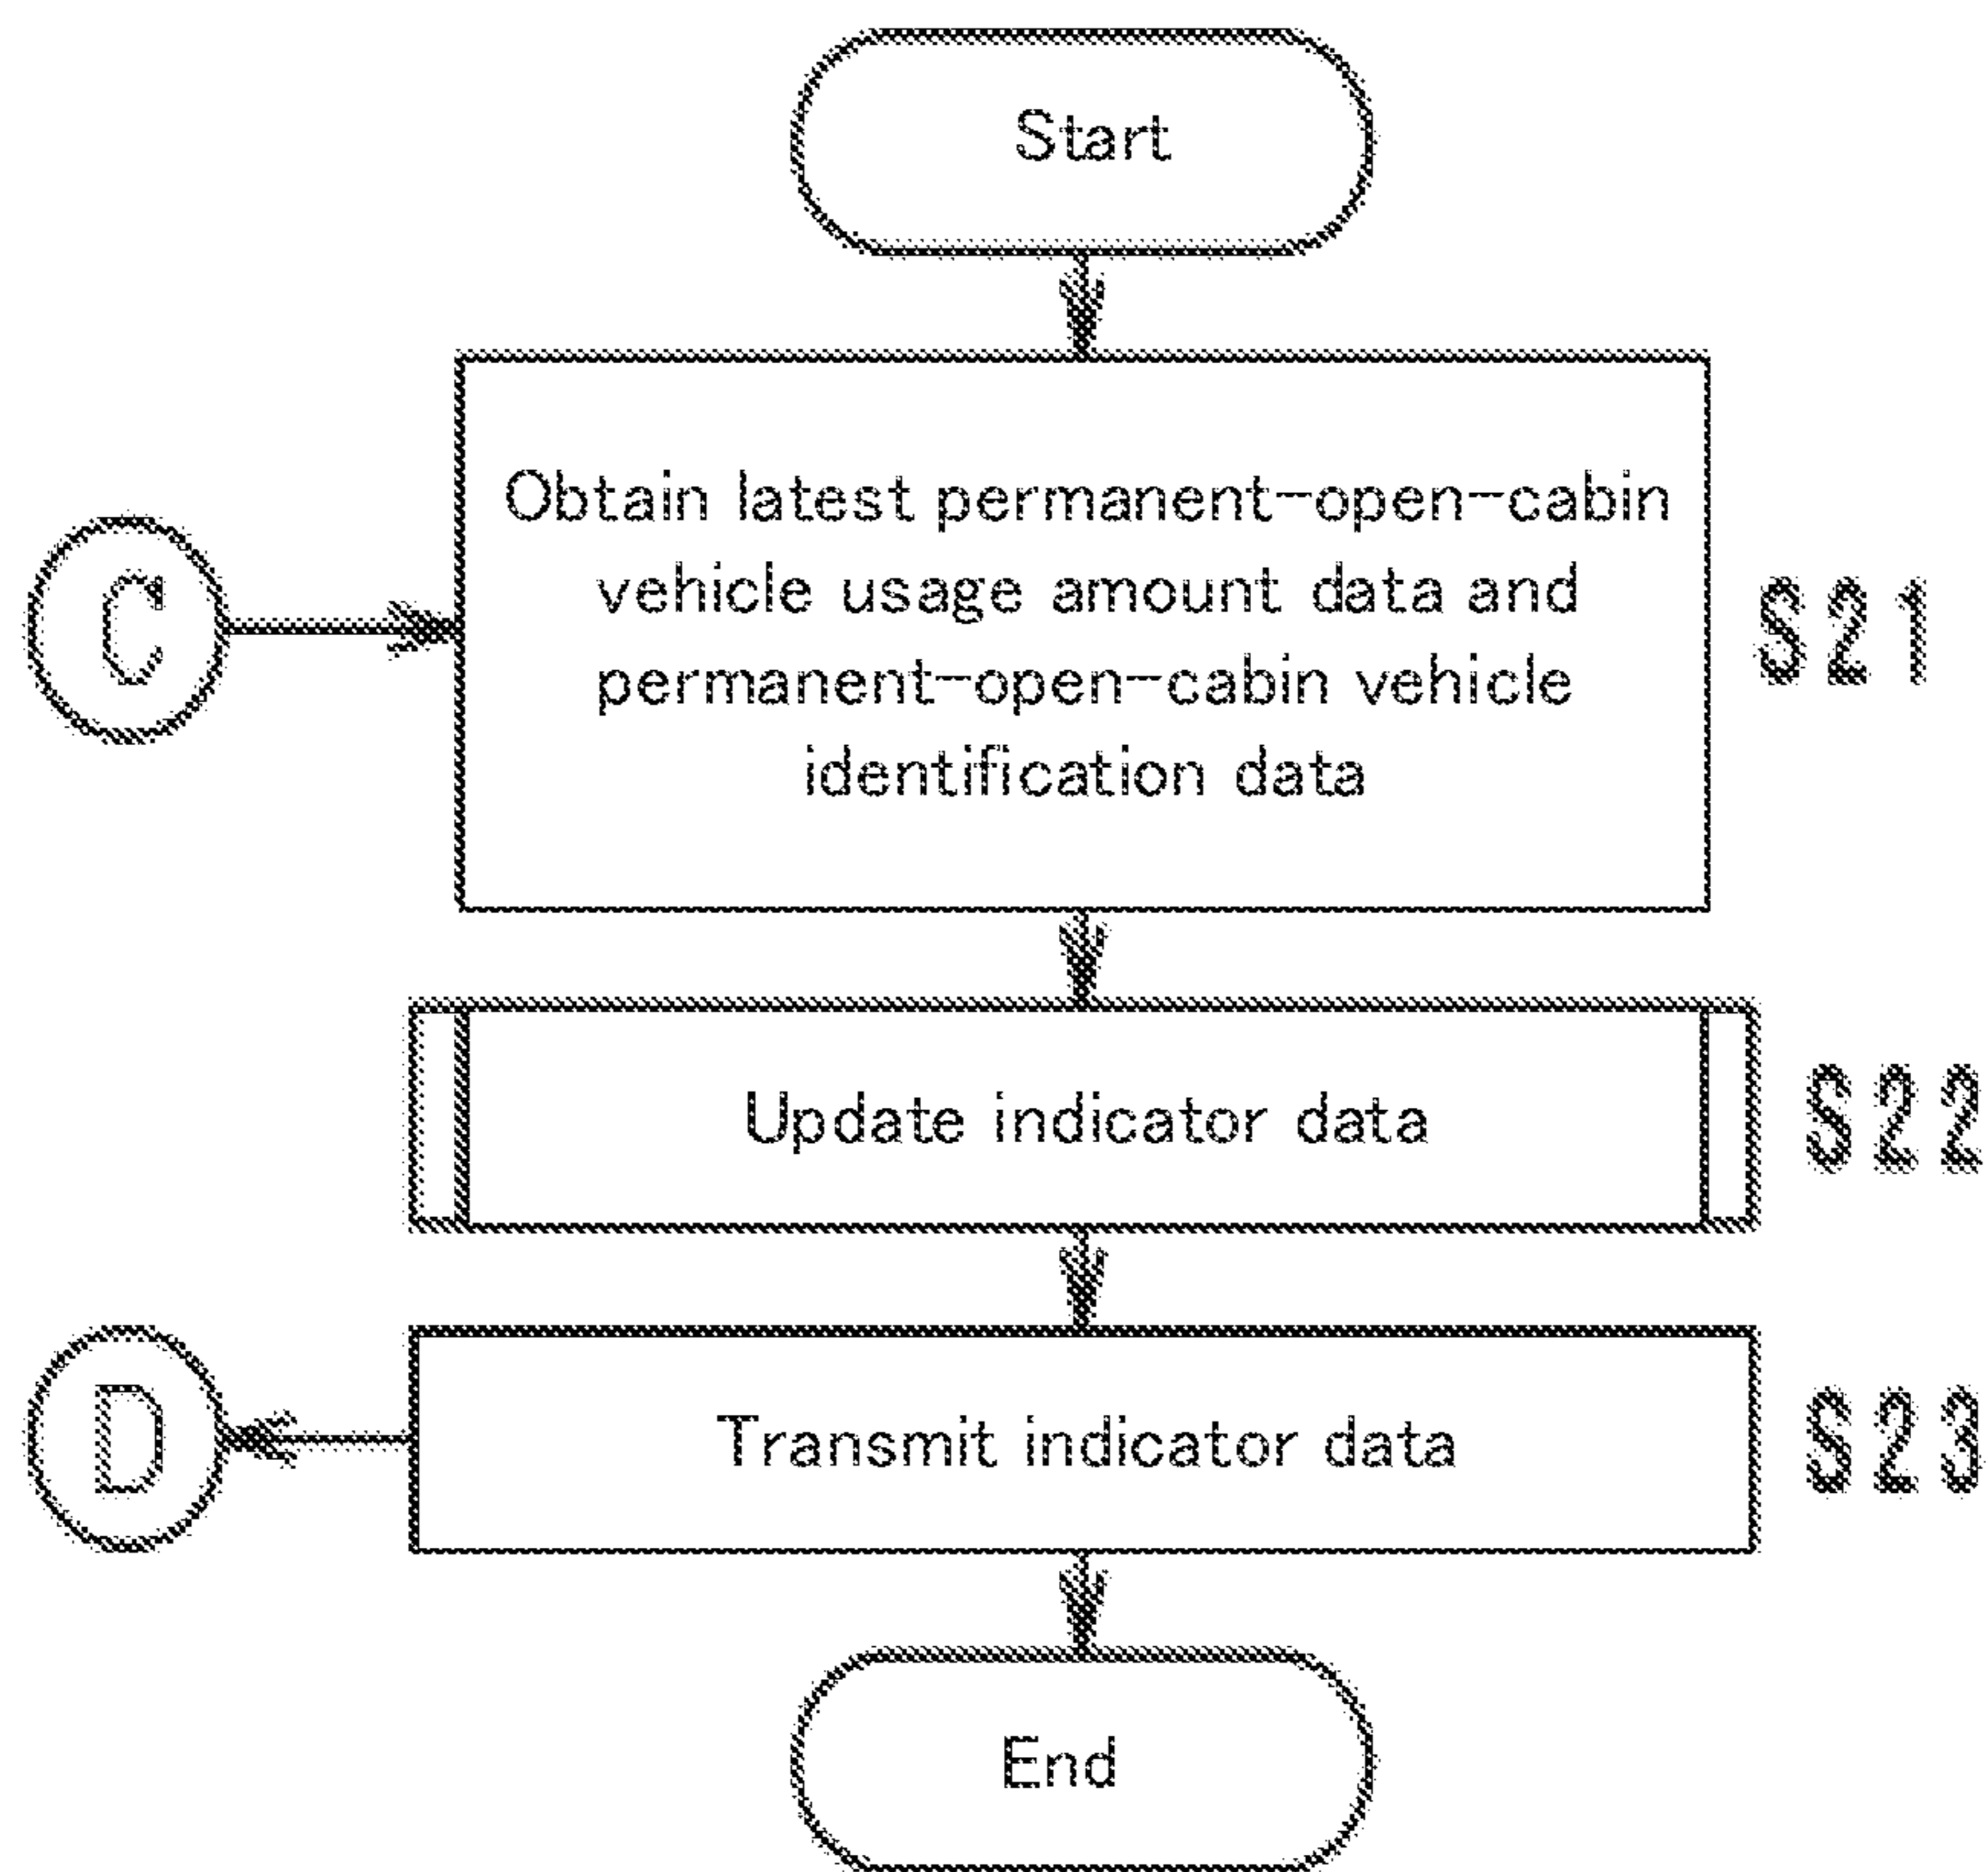 Start
Obtain latest permanent-open-cabin
vehicle usage amount data and
permanent-open-cabin vehicle
identification data
C
S21
Update indicator data
S22
D
Transmit indicator data
S23
End